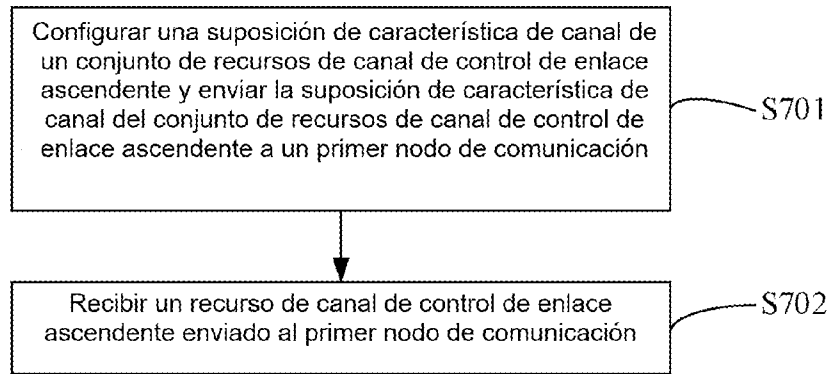 Configurar una suposición de característica de canal de
un conjunto de recursos de canal de control de enlace
ascendente y enviar la suposición de característica de
canal del conjunto de recursos de canal de control de
enlace ascendente a un primer nodo de comunicación
S701
Recibir un recurso de canal de control de enlace
ascendente enviado al primer nodo de comunicación
S702